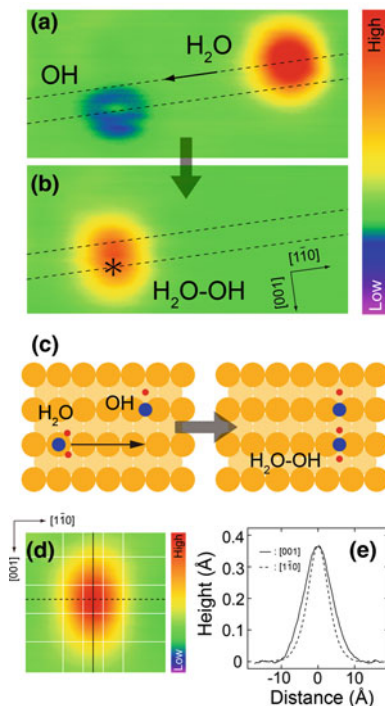 (a)
H₂O
OH
High
(b)
*
H₂O-OH
[11̄0]
[001]
Low
(c)
H₂O
OH
H₂O-OH
[11̄0]
[001]
(d)
High
Low
(e)
: [001]
: [11̄0]
Height (Å)
0.4
0.3
0.2
0.1
0
-10 0 10
Distance (Å)